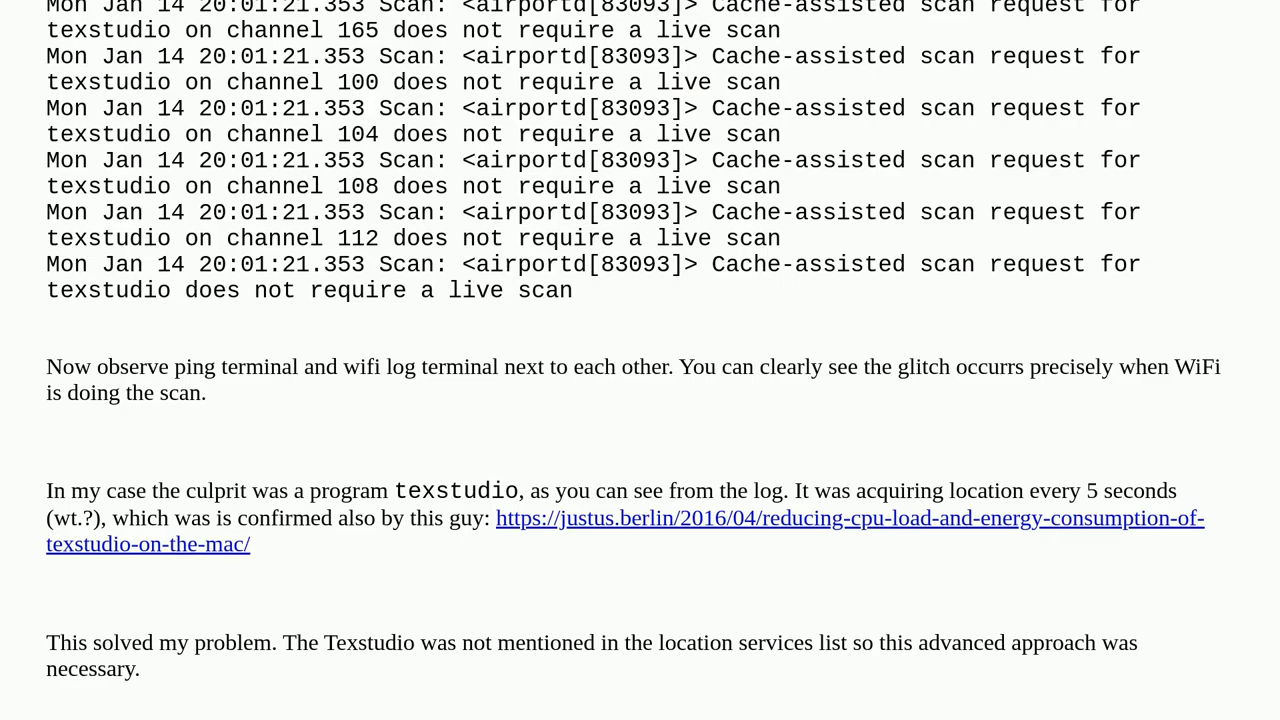 Mon Jan 14 20:01:21.353 Scan: <airportd[83093]> Cache-assisted scan request for
texstudio on channel 165 does not require a live scan
Mon Jan 14 20:01:21.353 Scan: <airportd[83093]> Cache-assisted scan request for
texstudio on channel 100 does not require a live scan
Mon Jan 14 20:01:21.353 Scan: <airportd[83093]> Cache-assisted scan request for
texstudio on channel 104 does not require a live scan
Mon Jan 14 20:01:21.353 Scan: <airportd[83093]> Cache-assisted scan request for
texstudio on channel 108 does not require a live scan
Mon Jan 14 20:01:21.353 Scan: <airportd[83093]> Cache-assisted scan request for
texstudio on channel 112 does not require a live scan
Mon Jan 14 20:01:21.353 Scan: <airportd[83093]> Cache-assisted scan request for
texstudio does not require a live scan
Now observe ping terminal and wifi log terminal next to each other. You can clearly see the glitch occurrs precisely when WiFi
is doing the scan.
In my case the culprit was a program texstudio, as you can see from the log. It was acquiring location every 5 seconds
(wt.?), which was is confirmed also by this guy: https://justus.berlin/2016/04/reducing-cpu-load-and-energy-consumption-of-
texstudio-on-the-mac/
This solved my problem. The Texstudio was not mentioned in the location services list so this advanced approach was
necessary.